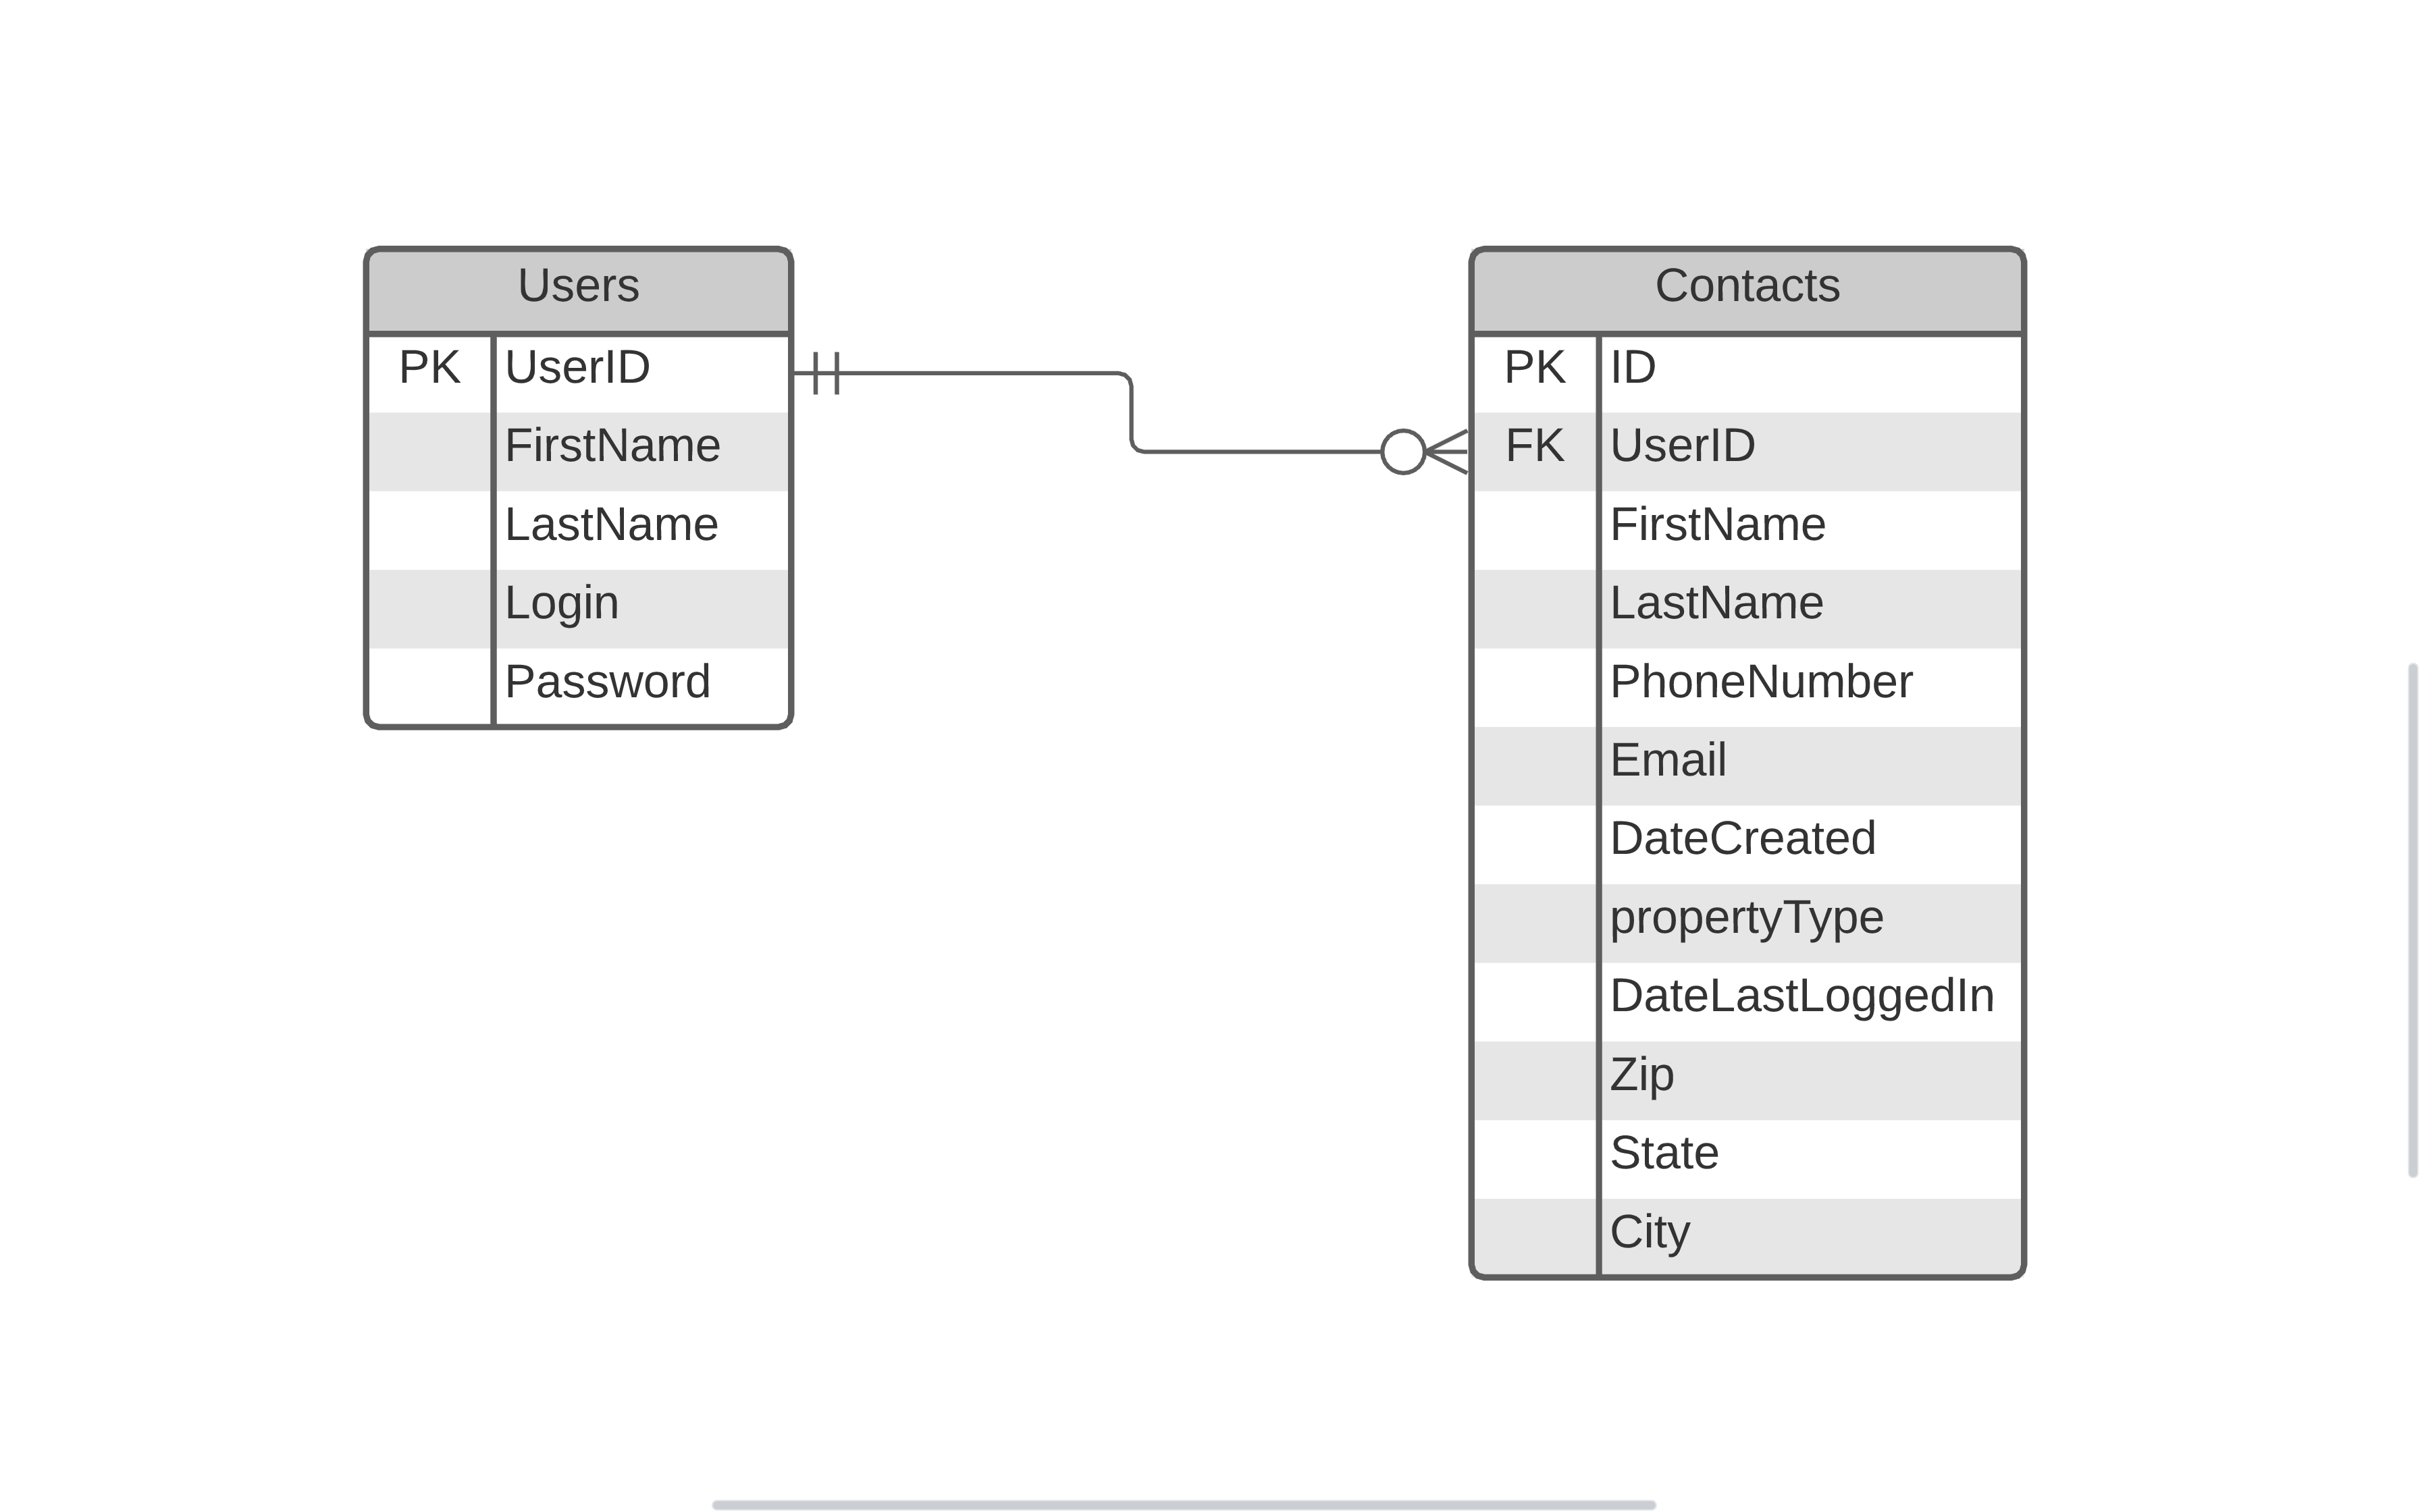 Users
PK UserID
FirstName
LastName
Login
Password
Contacts
PK ID
FK UserID
FirstName
LastName
PhoneNumber
Email
DateCreated
propertyType
DateLastLoggedIn
Zip
State
City